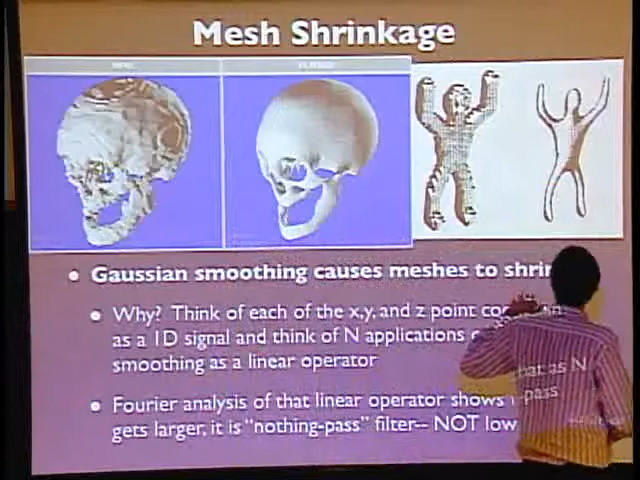 Mesh Shrinkage
Gaussian smoothing causes meshes to
Why? Think of each of the x,y, and z point
as a 1D signal and think of N applications
smoothing as a linear operator
Fourier analysis of that linear operator shows that as N
gets larger, it is "nothing-pass" filter-- NOT low -pass